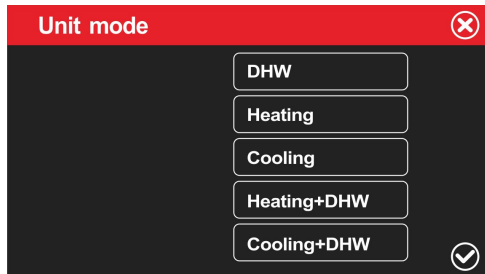 Unit mode
DHW
Heating
Cooling
Heating+DHW
Cooling+DHW